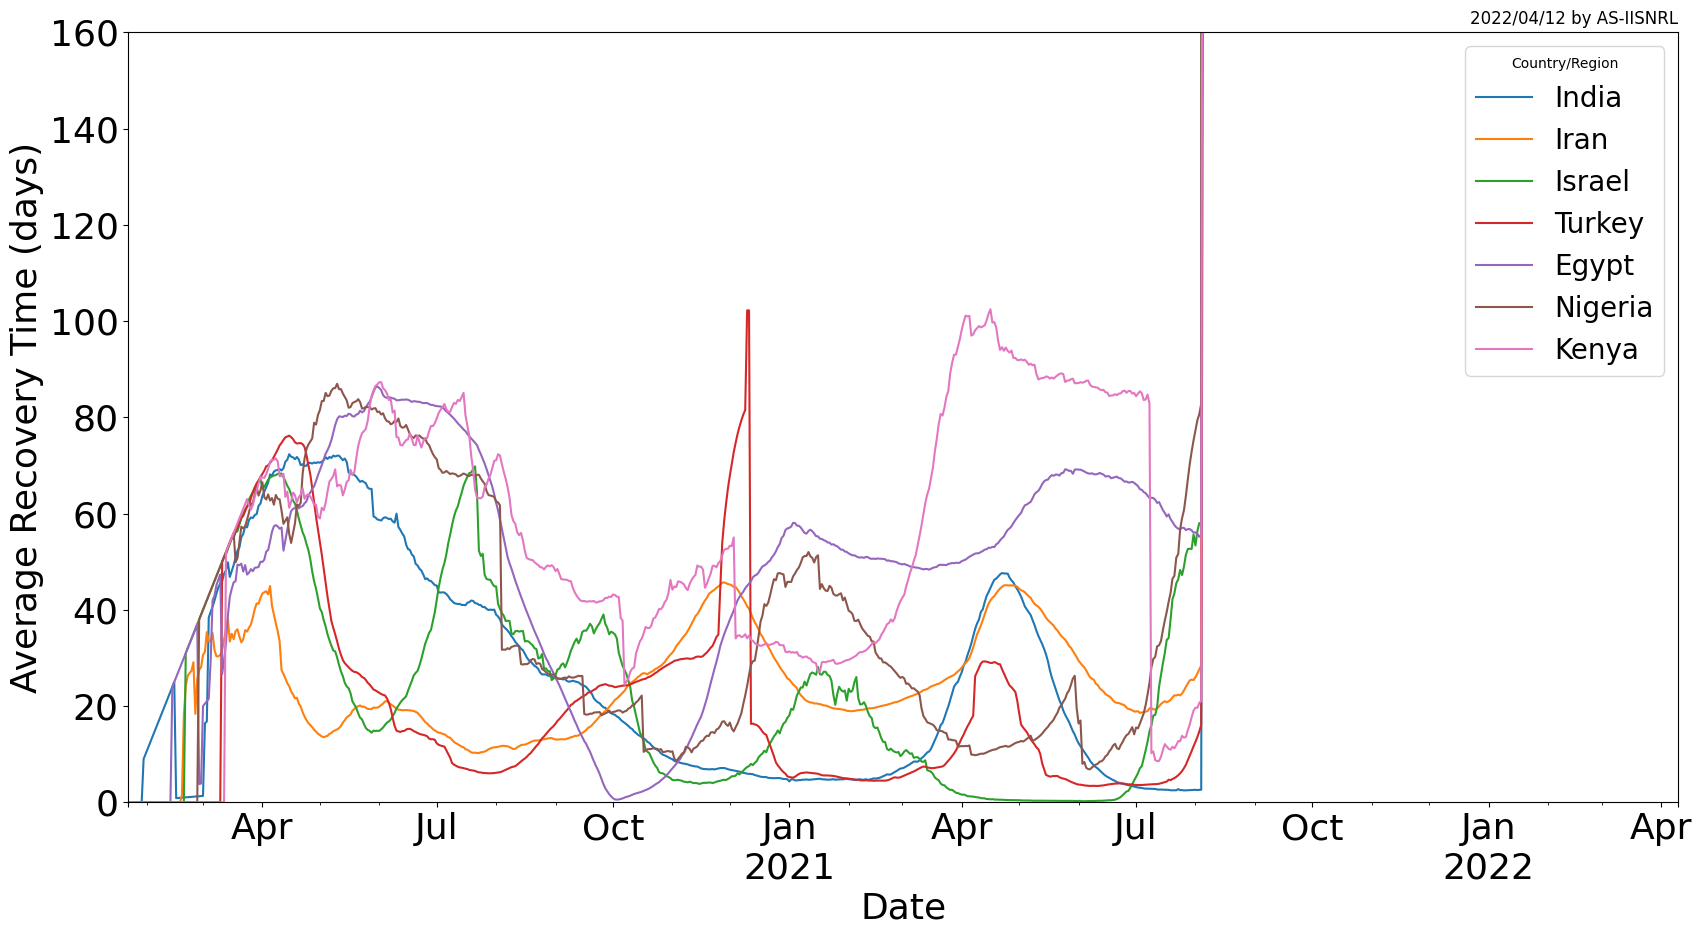 2022/04/12 by AS-IISNRL
160
140
120
100
80
60
40
20
0
Average Recovery Time (days)
Country/Region
India
Iran
Israel
Turkey
Egypt
Nigeria
Kenya
Apr Jul Oct Jan Apr Jul Oct Jan Apr
2021 2022
Date